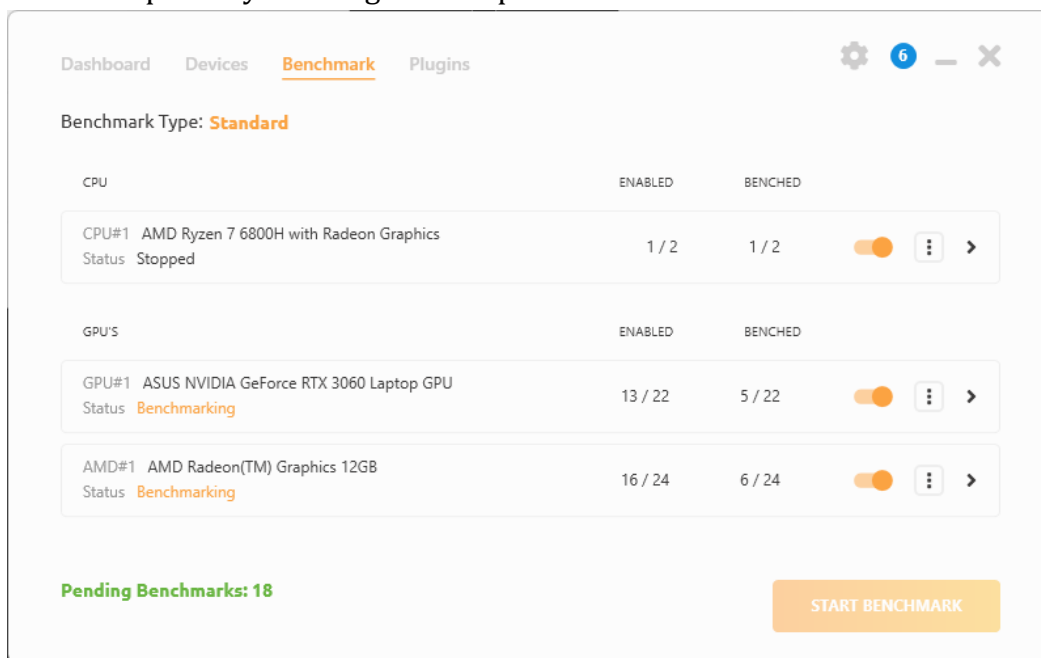 Dashboard Devices Benchmark Plugins 6
Benchmark Type: Standard
CPU ENABLED BENCHED
CPU#1 AMD Ryzen 7 6800H with Radeon Graphics 1 / 2 1 / 2
Status Stopped
GPU'S ENABLED BENCHED
GPU#1 ASUS NVIDIA GeForce RTX 3060 Laptop GPU 13 / 22 5 / 22
Status Benchmarking
AMD#1 AMD Radeon(TM) Graphics 12GB 16 / 24 6 / 24
Status Benchmarking
Pending Benchmarks: 18
START BENCHMARK